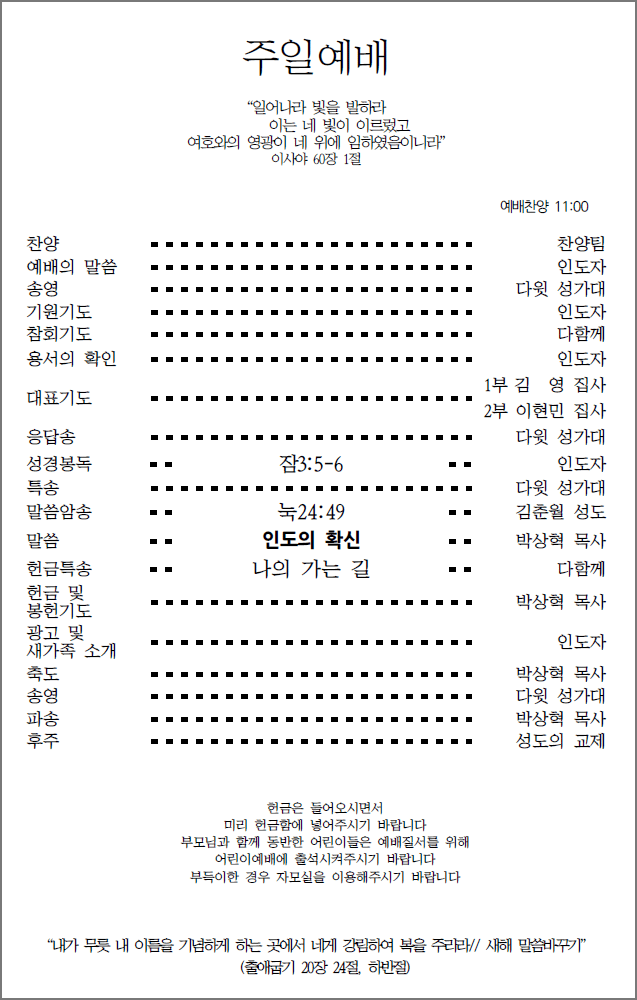 주일예배
“일어나라 빛을 발하라
이는 네 빛이 이르렀고
여호와의 영광이 네 위에 임하였음이니라”
이사야 60장 1절
예배찬양 11:00
찬양 찬양팀
예배의 말씀 인도자
송영 다윗 성가대
기원기도 인도자
참회기도 다함께
용서의 확인 인도자
대표기도 1부 김 영 집사
2부 이현민 집사
응답송 다윗 성가대
성경봉독 잠3:5-6 인도자
특송 다윗 성가대
말씀암송 눅24:49 김춘월 성도
말씀 인도의 확신 박상혁 목사
헌금특송 나의 가는 길 다함께
헌금 및
봉헌기도 박상혁 목사
광고 및
새가족 소개 인도자
축도 박상혁 목사
송영 다윗 성가대
파송 박상혁 목사
후주 성도의 교제
헌금은 들어오시면서
미리 헌금함에 넣어주시기 바랍니다
부모님과 함께 동반한 어린이들은 예배질서를 위해
어린이예배에 출석시켜주시기 바랍니다
부득이한 경우 자모실을 이용해주시기 바랍니다
“내가 무릇 내 이름을 기념하게 하는 곳에서 네게 강림하여 복을 주리라// 새해 말씀바꾸기”
(출애굽기 20장 24절, 하반절)